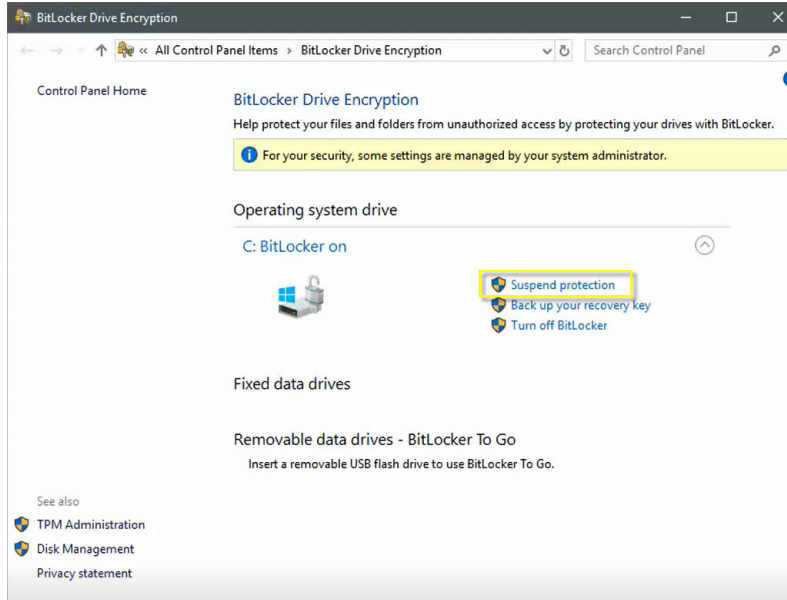 BitLocker Drive Encryption
« All Control Panel Items › BitLocker Drive Encryption
Search Control Panel
Control Panel Home
BitLocker Drive Encryption
Help protect your files and folders from unauthorized access by protecting your drives with BitLocker.
For your security, some settings are managed by your system administrator.
Operating system drive
C: BitLocker on
Suspend protection
Back up your recovery key
Turn off BitLocker
Fixed data drives
Removable data drives - BitLocker To Go
Insert a removable USB flash drive to use BitLocker To Go.
See also
TPM Administration
Disk Management
Privacy statement